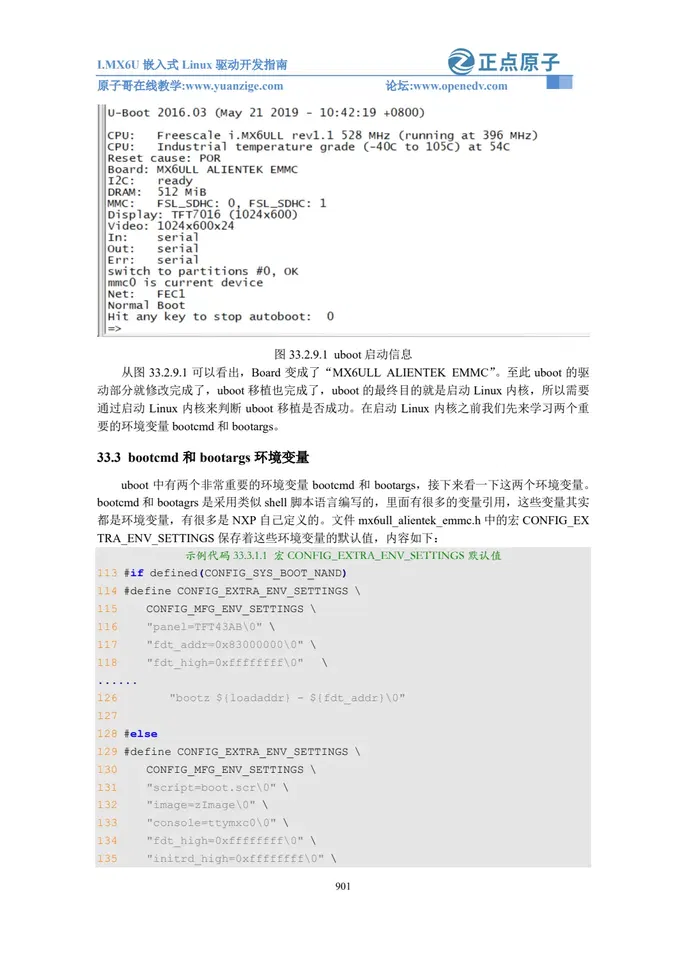 I.MX6U 嵌入式 Linux 驱动开发指南
正点原子
原子哥在线教学:www.yuanzige.com 论坛:www.openedv.com
U-Boot 2016.03 (May 21 2019 - 10:42:19 +0800)
CPU: Freescale i.MX6ULL rev1.1 528 MHz (running at 396 MHz)
CPU: Industrial temperature grade (-40C to 105C) at 54C
Reset cause: POR
Board: MX6ULL ALIENTEK EMMC
I2C: ready
DRAM: 512 MiB
MMC: FSL_SDHC: 0, FSL_SDHC: 1
Display: TFT7016 (1024x600)
Video: 1024x600x24
In: serial
Out: serial
Err: serial
switch to partitions #0, OK
mmc0 is current device
Net: FEC1
Normal Boot
Hit any key to stop autoboot: 0
=>
图 33.2.9.1 uboot 启动信息
从图 33.2.9.1 可以看出，Board 变成了“MX6ULL ALIENTEK EMMC”。至此 uboot 的驱
动部分就修改完成了，uboot 移植也完成了，uboot 的最终目的就是启动 Linux 内核，所以需要
通过启动 Linux 内核来判断 uboot 移植是否成功。在启动 Linux 内核之前我们先来学习两个重
要的环境变量 bootcmd 和 bootargs。
33.3 bootcmd 和 bootargs 环境变量
uboot 中有两个非常重要的环境变量 bootcmd 和 bootargs，接下来看一下这两个环境变量。
bootcmd 和 bootagrs 是采用类似 shell 脚本语言编写的，里面有很多的变量引用，这些变量其实
都是环境变量，有很多是 NXP 自己定义的。文件 mx6ull_alientek_emmc.h 中的宏 CONFIG_EX
TRA_ENV_SETTINGS 保存着这些环境变量的默认值，内容如下：
示例代码 33.3.1.1 宏 CONFIG_EXTRA_ENV_SETTINGS 默认值
113 #if defined(CONFIG_SYS_BOOT_NAND)
114 #define CONFIG_EXTRA_ENV_SETTINGS \
115 CONFIG_MFG_ENV_SETTINGS \
116 "panel=TFT43AB\0" \
117 "fdt_addr=0x83000000\0" \
118 "fdt_high=0xffffffff\0" \
......
126 "bootz ${loadaddr} - ${fdt_addr}\0"
127
128 #else
129 #define CONFIG_EXTRA_ENV_SETTINGS \
130 CONFIG_MFG_ENV_SETTINGS \
131 "script=boot.scr\0" \
132 "image=zImage\0" \
133 "console=ttymxc0\0" \
134 "fdt_high=0xffffffff\0" \
135 "initrd_high=0xffffffff\0" \
901